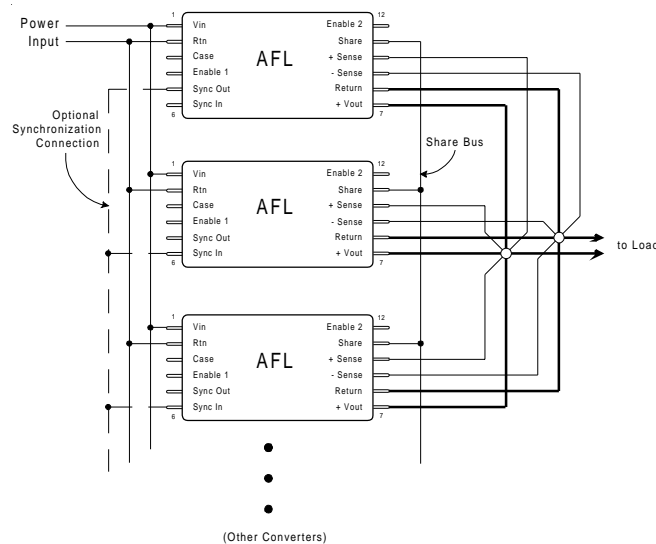 Power
Input
1
12
Vin
Enable 2
Rtn
Share
Case
AFL
+ Sense
Enable 1
- Sense
Sync Out
Return
Sync In
+ Vout
6
7
Optional
Synchronization
Connection
Share Bus
1
12
Vin
Enable 2
Rtn
Share
Case
AFL
+ Sense
Enable 1
- Sense
Sync Out
Return
Sync In
+ Vout
6
7
to Load
1
12
Vin
Enable 2
Rtn
Share
Case
AFL
+ Sense
Enable 1
- Sense
Sync Out
Return
Sync In
+ Vout
6
7
(Other Converters)